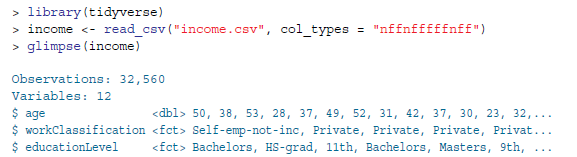 > library(tidyverse)
> income <- read_csv("income.csv", col_types = "nffnfffffnff")
> glimpse(income)
Observations: 32,560
Variables: 12
$ age <dbl> 50, 38, 53, 28, 37, 49, 52, 31, 42, 37, 30, 23, 32,...
$ workClassification <fct> Self-emp-not-inc, Private, Private, Private, Privat...
$ educationLevel <fct> Bachelors, HS-grad, 11th, Bachelors, Masters, 9th, ...